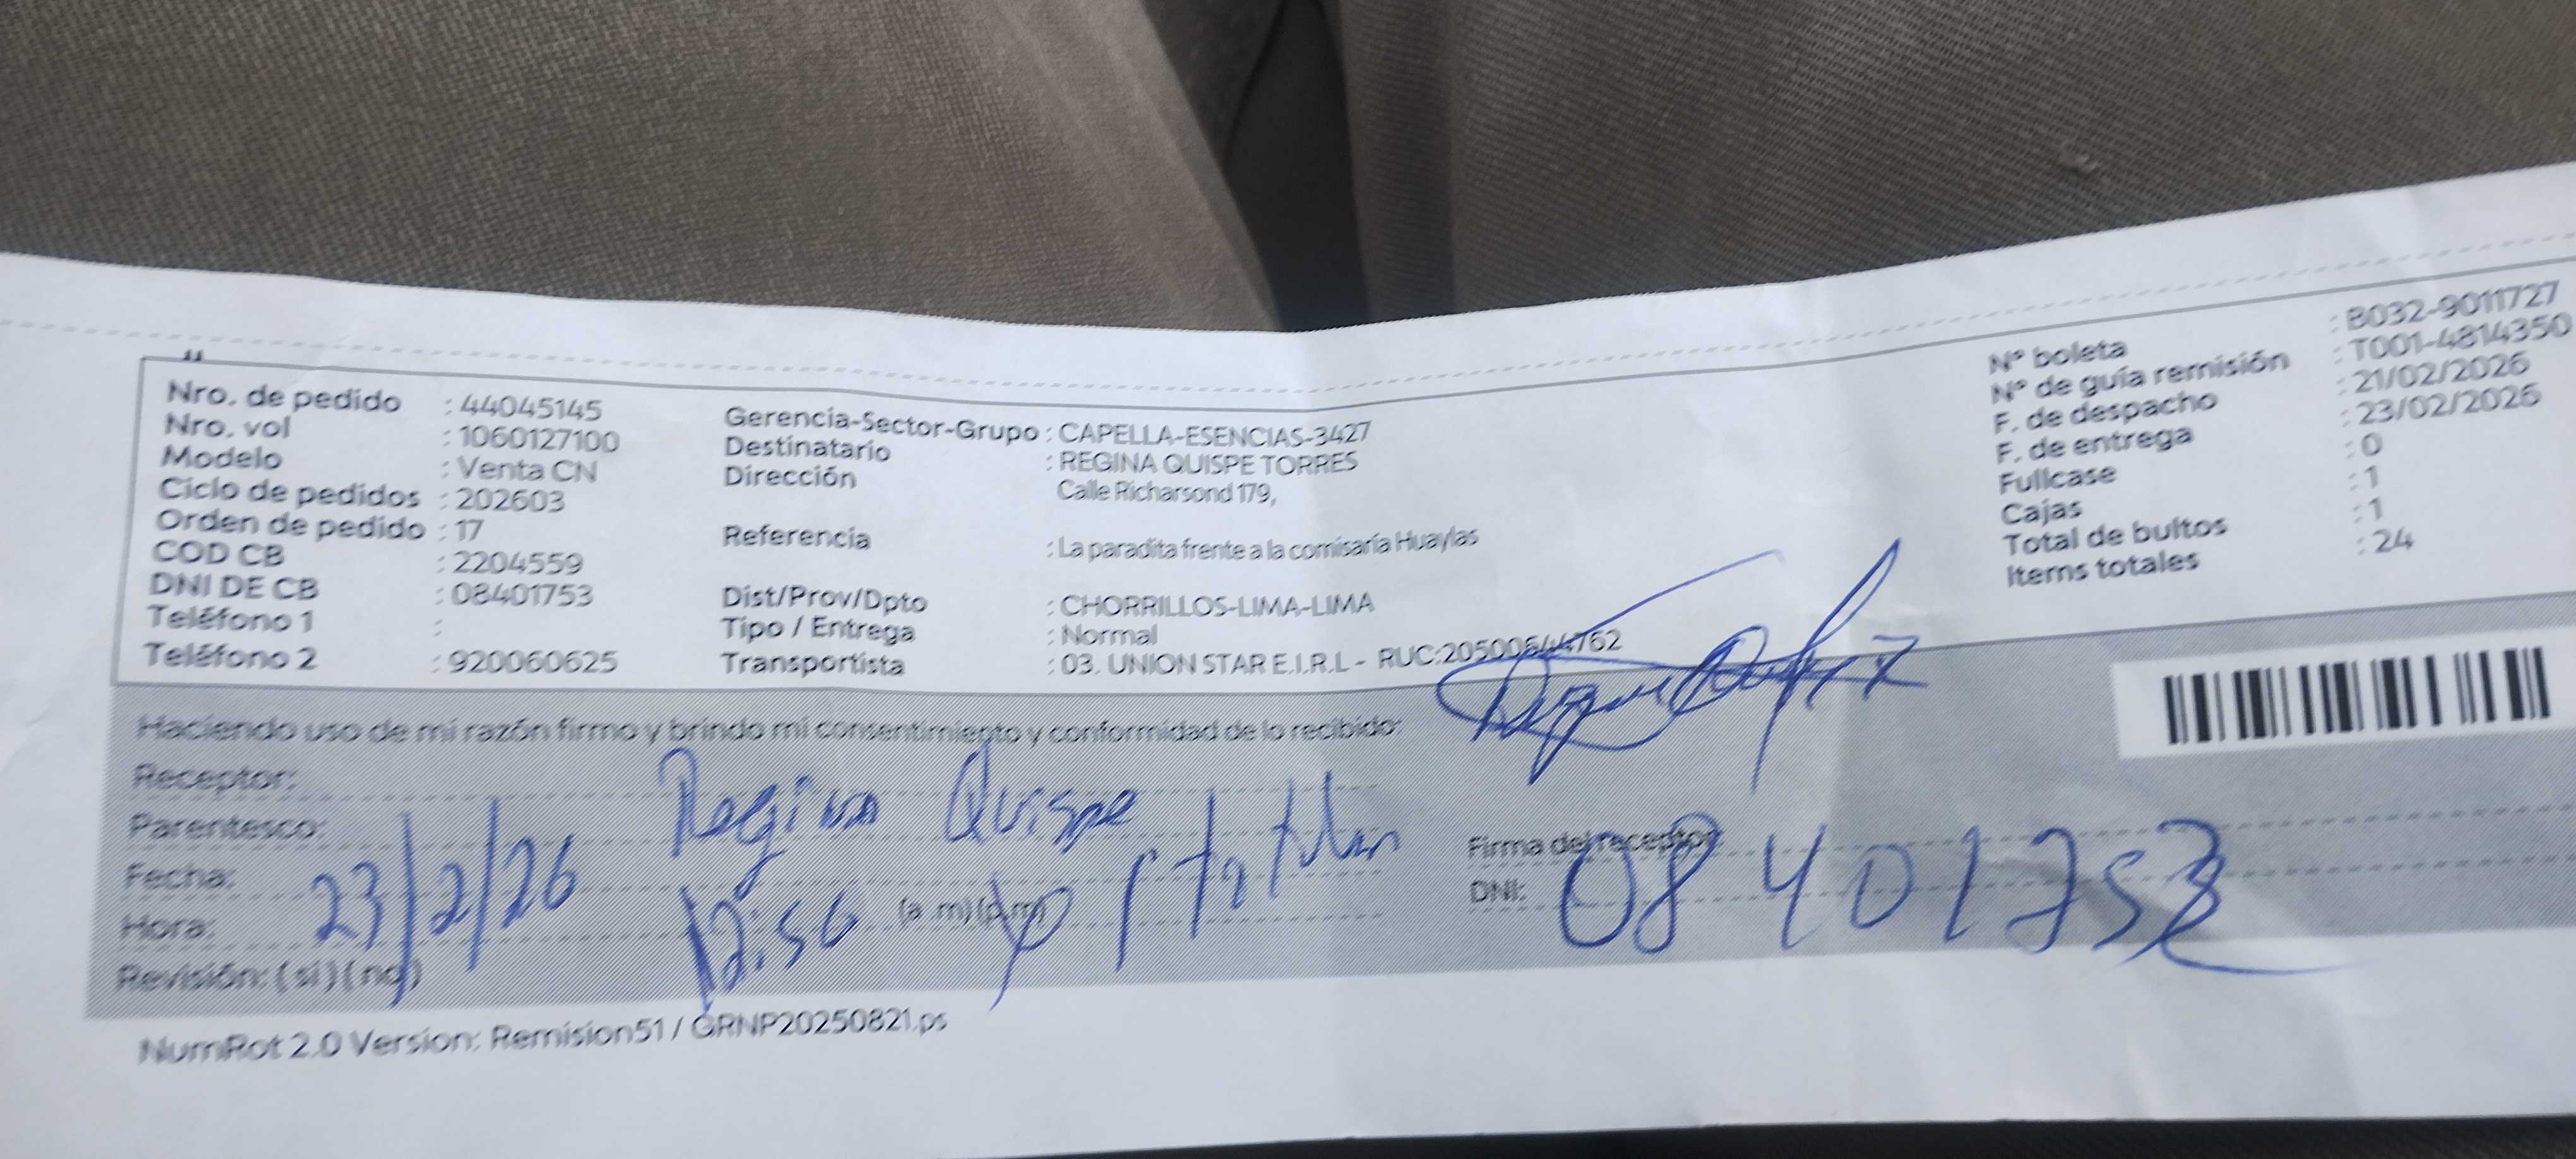 Nro. de pedido : 44045145
Nro. vol : 1060127100
Modelo : Venta CN
Ciclo de pedidos : 202603
Orden de pedido : 17
COD CB : 2204559
DNI DE CB : 08401753
Teléfono 1 :
Teléfono 2 : 920060625
Gerencia-Sector-Grupo : CAPELLA-ESENCIAS-3427
Destinatario : REGINA QUISPE TORRES
Dirección Calle Richarsond 179,
Referencia : La paradita frente a la comisaría Huaylas
Dist/Prov/Dpto : CHORRILLOS-LIMA-LIMA
Tipo / Entrega : Normal
Transportista : 03. UNION STAR E.I.R.L - RUC:20500644762
N° boleta : B032-9011727
N° de guía remisión : T001-4814350
F. de despacho : 21/02/2026
F. de entrega : 23/02/2026
Fullcase : 0
Cajas : 1
Total de bultos : 1
Items totales : 24
Haciendo uso de mi razón firmo y brindo mi consentimiento y conformidad de lo recibido:
Receptor: Regina Quispe
Parentesco: titular
Fecha: 23/2/26
Hora: 12:56 (a .m) (p.m)
Revisión: ( si ) ( no )
Firma del receptor:
DNI: 08401753
NumRot 2.0 Version: Remision51 / GRNP20250821.ps